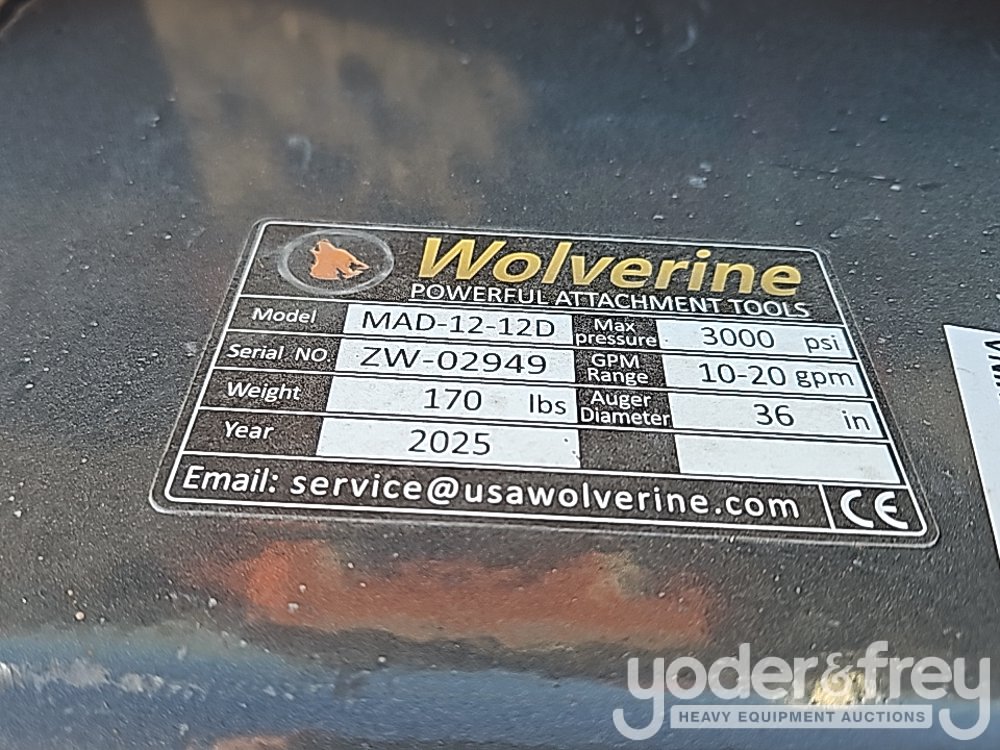 Wolverine
POWERFUL ATTACHMENT TOOLS
Model MAD-12-12D Max pressure 3000 psi
Serial NO. ZW-02949 GPM Range 10-20 gpm
Weight 170 lbs Auger Diameter 36 in
Year 2025
Email: service@usawolverine.com CE
yoder&frey
HEAVY EQUIPMENT AUCTIONS